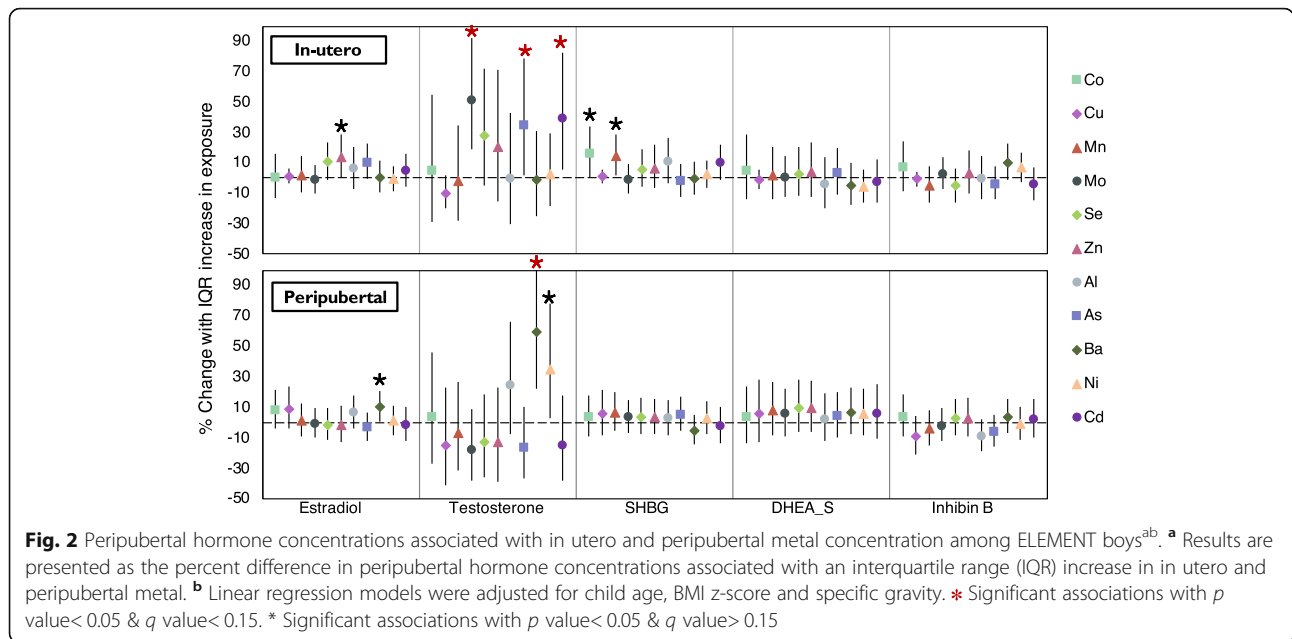 In-utero
90
70
50
30
10
-10
-30
-50
Peripubertal
90
70
50
30
10
-10
-30
-50
% Change with IQR increase in exposure
Estradiol
Testosterone
SHBG
DHEA_S
Inhibin B
Co
Cu
Mn
Mo
Se
Zn
Al
As
Ba
Ni
Cd
Fig. 2 Peripubertal hormone concentrations associated with in utero and peripubertal metal concentration among ELEMENT boysᵃᵇ. ᵃ Results are
presented as the percent difference in peripubertal hormone concentrations associated with an interquartile range (IQR) increase in in utero and
peripubertal metal. ᵇ Linear regression models were adjusted for child age, BMI z-score and specific gravity. * Significant associations with p
value< 0.05 & q value< 0.15. * Significant associations with p value< 0.05 & q value> 0.15